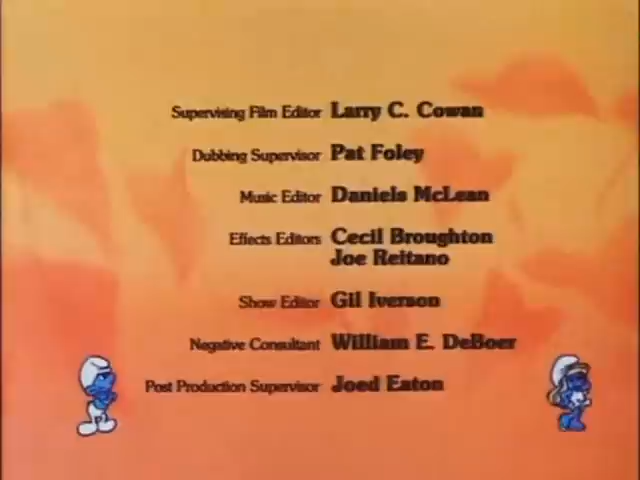 Supervising Film Editor Larry C. Cowan
Dubbing Supervisor Pat Foley
Music Editor Daniels McLean
Effects Editors Cecil Broughton
Joe Reitano
Show Editor Gil Iverson
Negative Consultant William E. DeBoer
Post Production Supervisor Joed Eaton